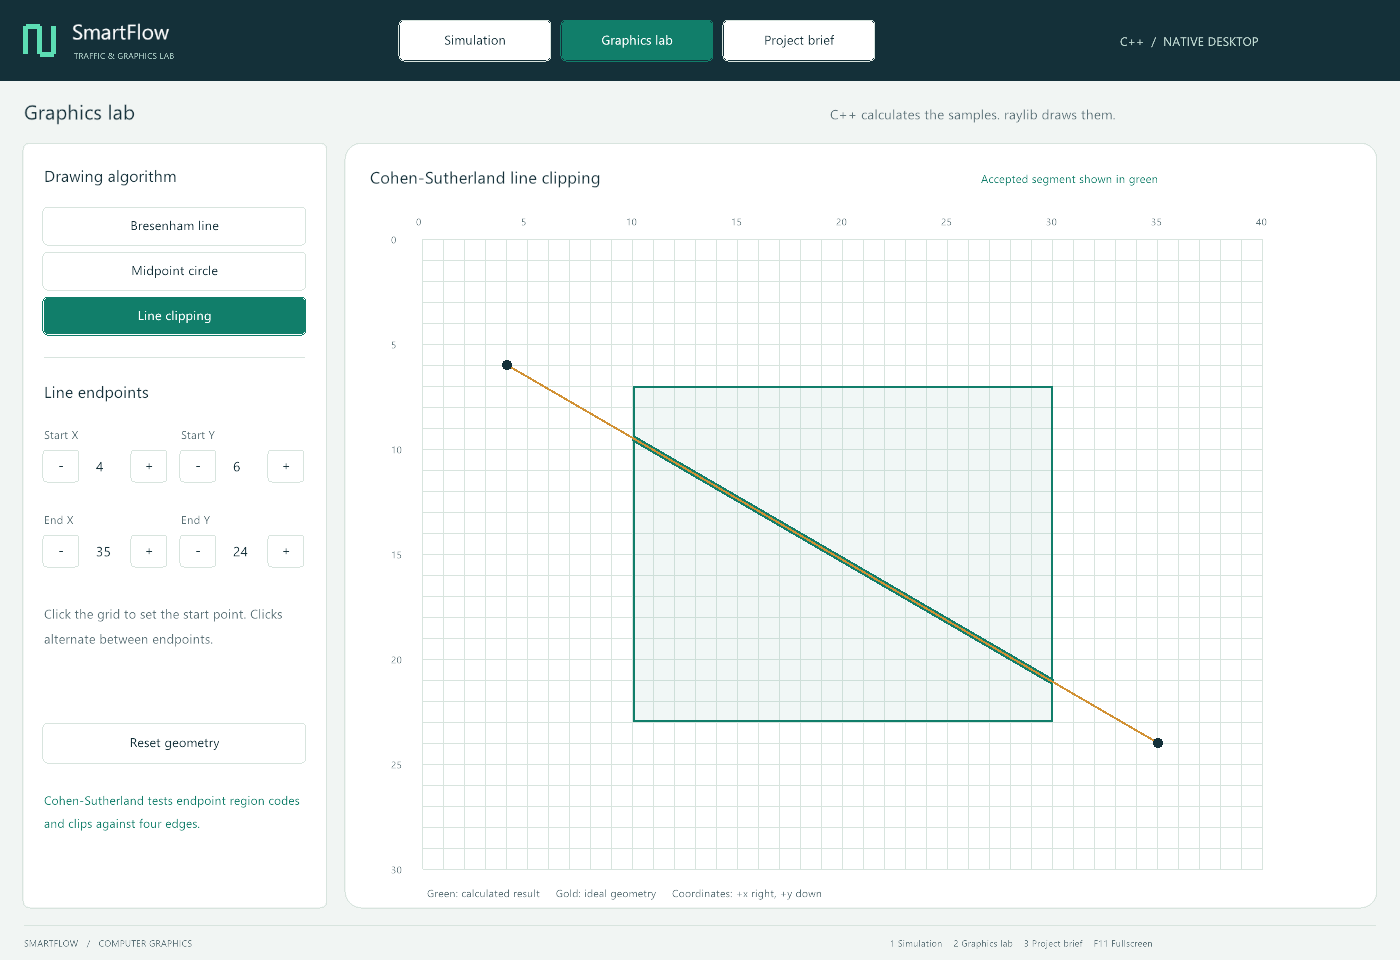 SmartFlow
TRAFFIC & GRAPHICS LAB
Simulation
Graphics lab
Project brief
C++ / NATIVE DESKTOP
Graphics lab
C++ calculates the samples. raylib draws them.
Drawing algorithm
Bresenham line
Midpoint circle
Line clipping
Line endpoints
Start X
Start Y
- 4 +
- 6 +
End X
End Y
- 35 +
- 24 +
Click the grid to set the start point. Clicks
alternate between endpoints.
Reset geometry
Cohen-Sutherland tests endpoint region codes
and clips against four edges.
Cohen-Sutherland line clipping
Accepted segment shown in green
0 5 10 15 20 25 30 35 40
0
5
10
15
20
25
30
Green: calculated result Gold: ideal geometry Coordinates: +x right, +y down
SMARTFLOW / COMPUTER GRAPHICS
1 Simulation 2 Graphics lab 3 Project brief F11 Fullscreen